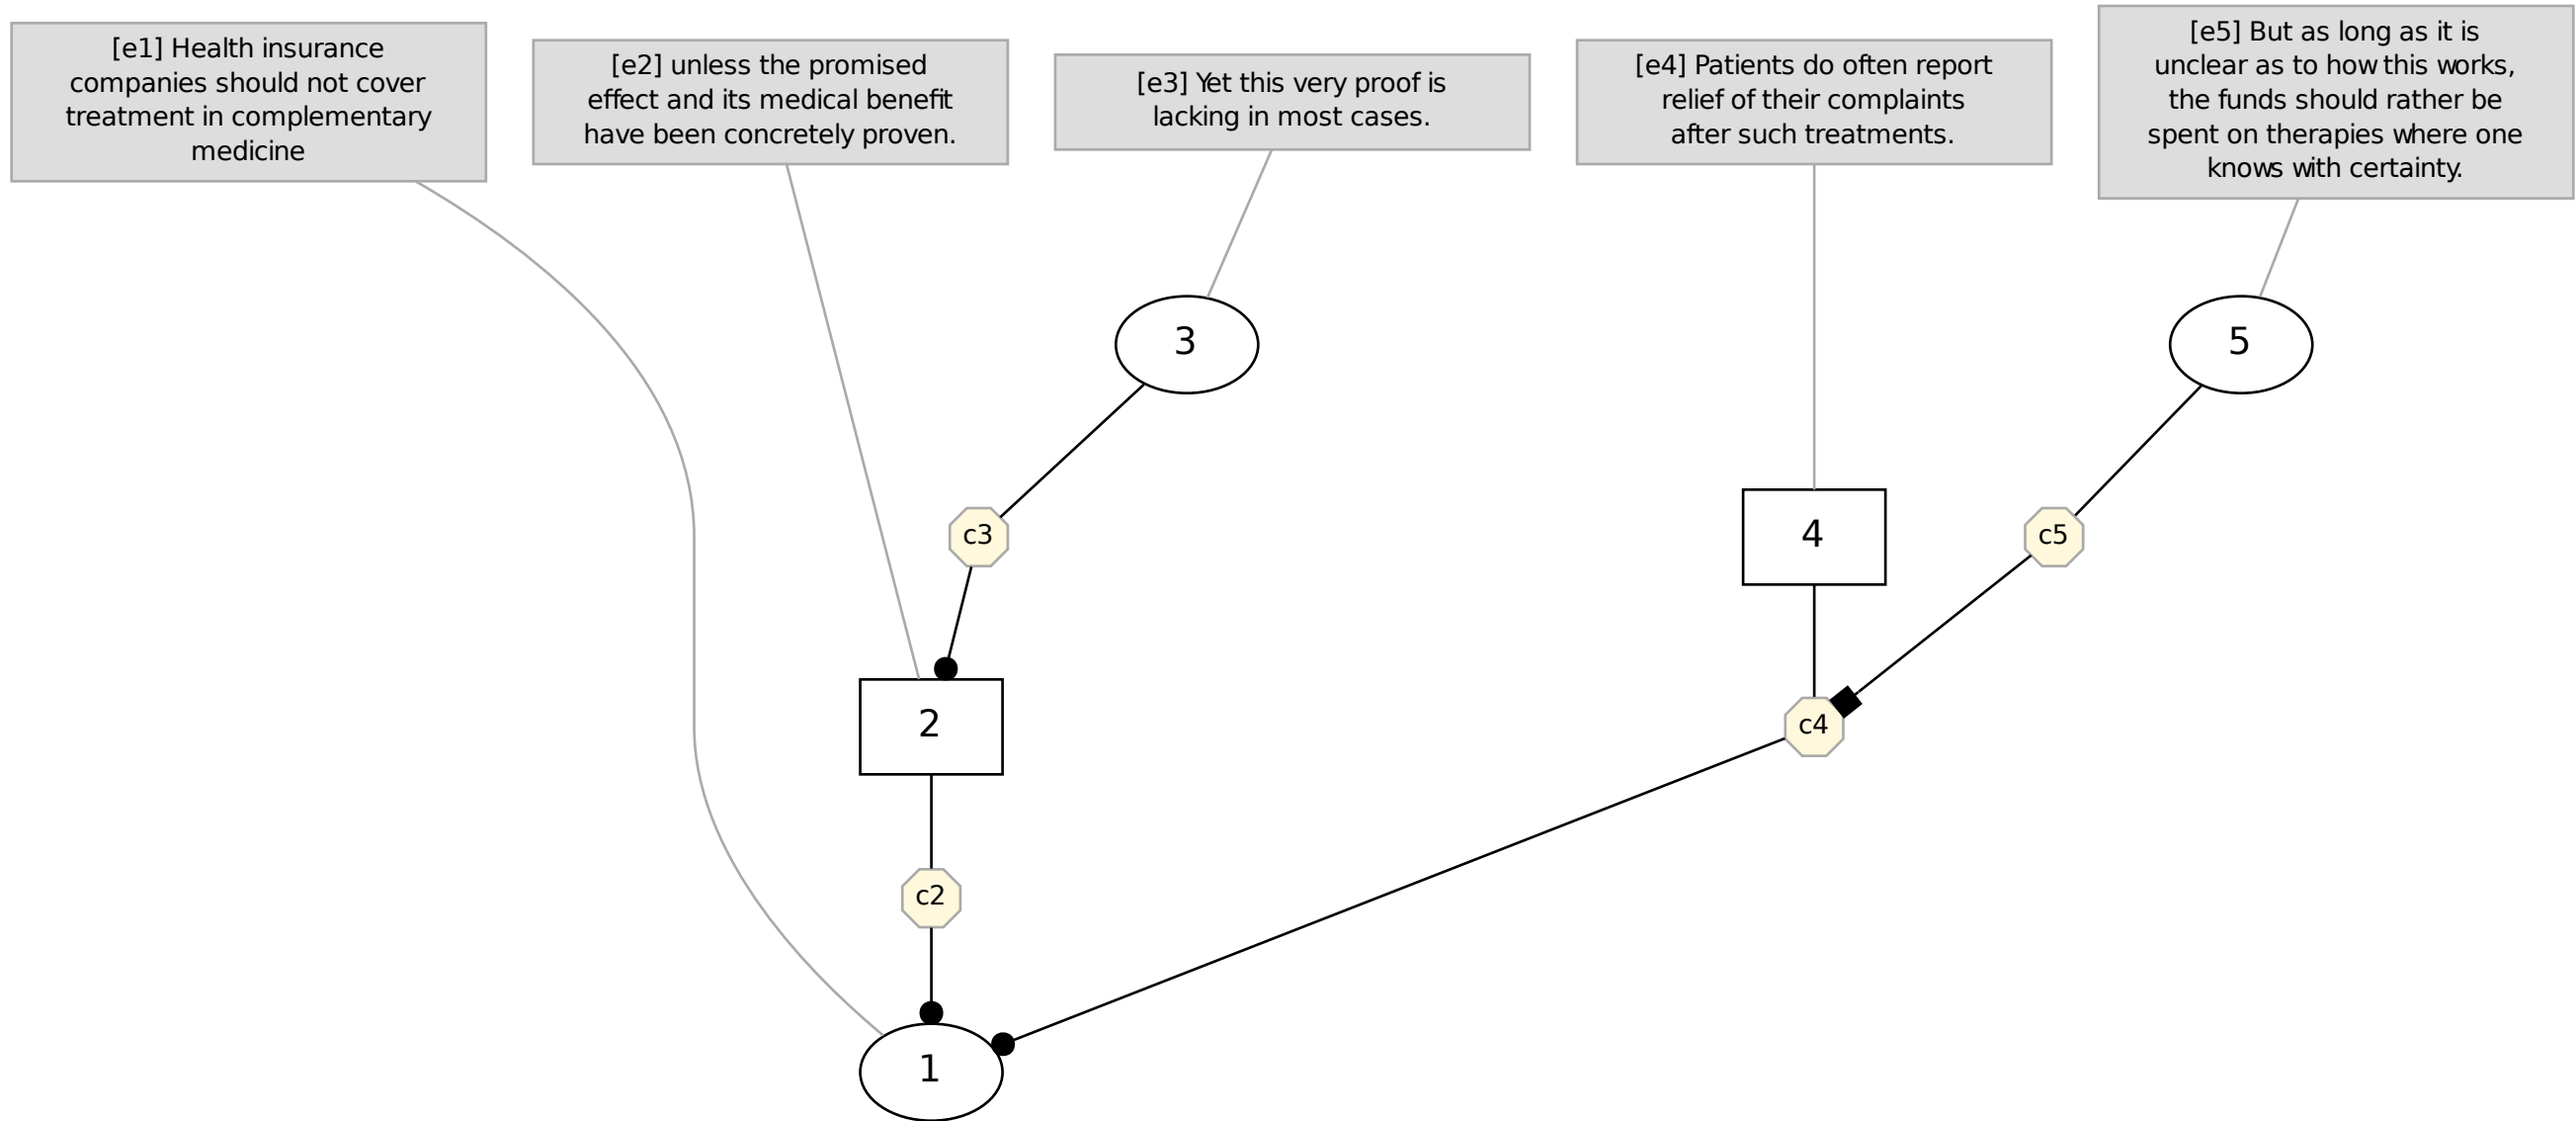 [e1] Health insurance
companies should not cover
treatment in complementary
medicine
[e2] unless the promised
effect and its medical benefit
have been concretely proven.
[e3] Yet this very proof is
lacking in most cases.
[e4] Patients do often report
relief of their complaints
after such treatments.
[e5] But as long as it is
unclear as to how this works,
the funds should rather be
spent on therapies where one
knows with certainty.
3
5
c3
4
c5
2
c4
c2
1